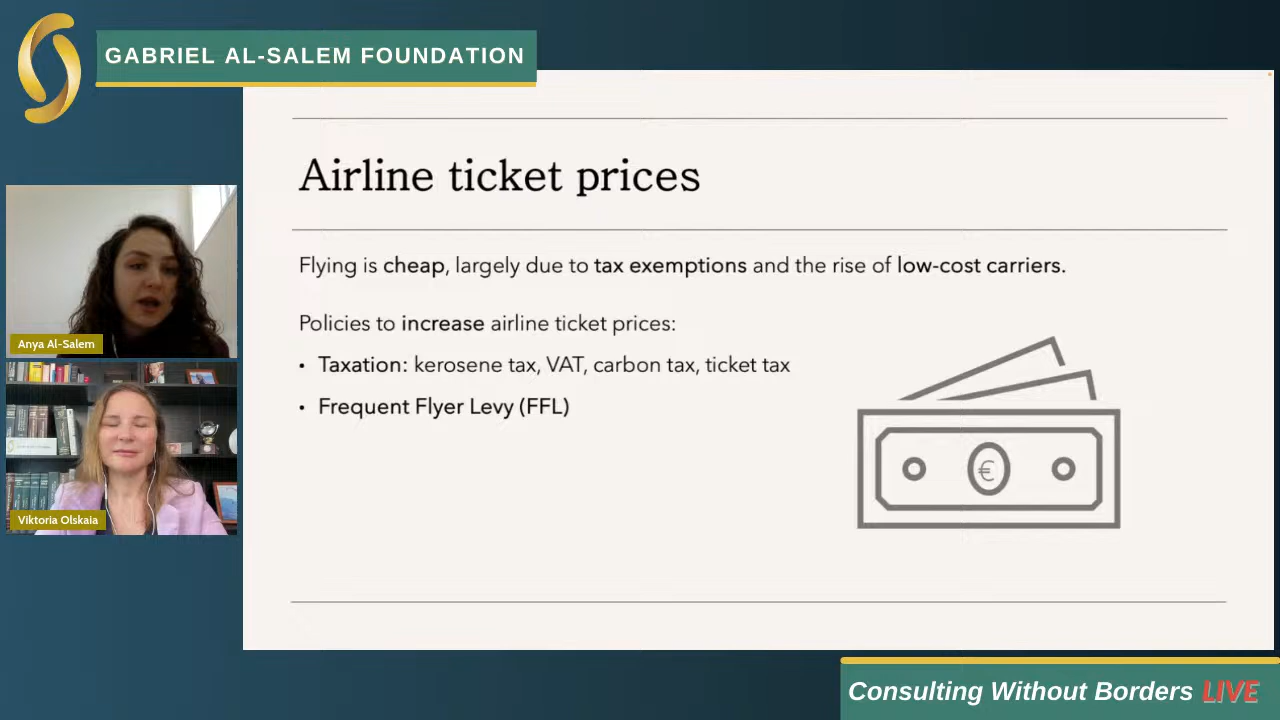 GABRIEL AL-SALEM FOUNDATION
Airline ticket prices
Flying is cheap, largely due to tax exemptions and the rise of low-cost carriers.
Policies to increase airline ticket prices:
• Taxation: kerosene tax, VAT, carbon tax, ticket tax
• Frequent Flyer Levy (FFL)
€
Anya Al-Salem
Viktoria Olskaia
Consulting Without Borders LIVE